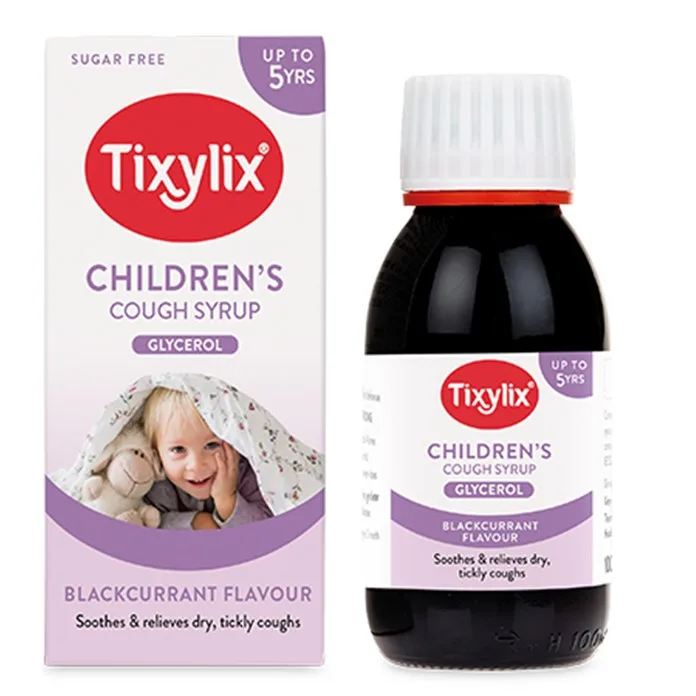 SUGAR FREE
UP TO
5YRS
Tixylix®
CHILDREN'S
COUGH SYRUP
GLYCEROL
BLACKCURRANT FLAVOUR
Soothes & relieves dry, tickly coughs
UP TO
5YRS
Tixylix®
CHILDREN'S
COUGH SYRUP
GLYCEROL
BLACKCURRANT
FLAVOUR
Soothes & relieves dry,
tickly coughs